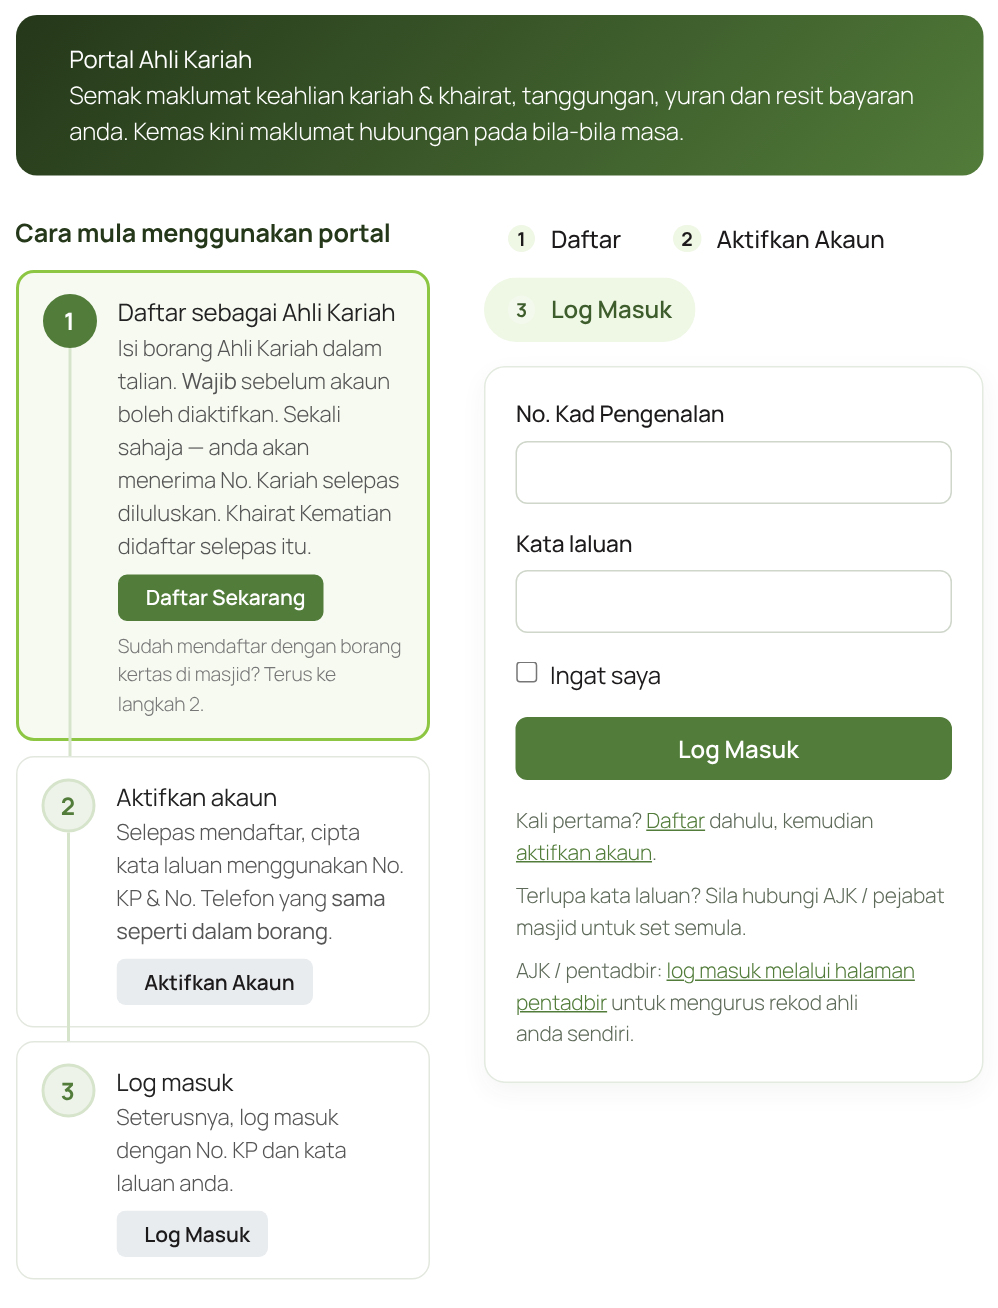 Portal Ahli Kariah
Semak maklumat keahlian kariah & khairat, tanggungan, yuran dan resit bayaran
anda. Kemas kini maklumat hubungan pada bila-bila masa.
Cara mula menggunakan portal
1
Daftar sebagai Ahli Kariah
Isi borang Ahli Kariah dalam
talian. Wajib sebelum akaun
boleh diaktifkan. Sekali
sahaja — anda akan
menerima No. Kariah selepas
diluluskan. Khairat Kematian
didaftar selepas itu.
Daftar Sekarang
Sudah mendaftar dengan borang
kertas di masjid? Terus ke
langkah 2.
2
Aktifkan akaun
Selepas mendaftar, cipta
kata laluan menggunakan No.
KP & No. Telefon yang sama
seperti dalam borang.
Aktifkan Akaun
3
Log masuk
Seterusnya, log masuk
dengan No. KP dan kata
laluan anda.
Log Masuk
1 Daftar
2 Aktifkan Akaun
3 Log Masuk
No. Kad Pengenalan
Kata laluan
Ingat saya
Log Masuk
Kali pertama? Daftar dahulu, kemudian
aktifkan akaun.
Terlupa kata laluan? Sila hubungi AJK / pejabat
masjid untuk set semula.
AJK / pentadbir: log masuk melalui halaman
pentadbir untuk mengurus rekod ahli
anda sendiri.